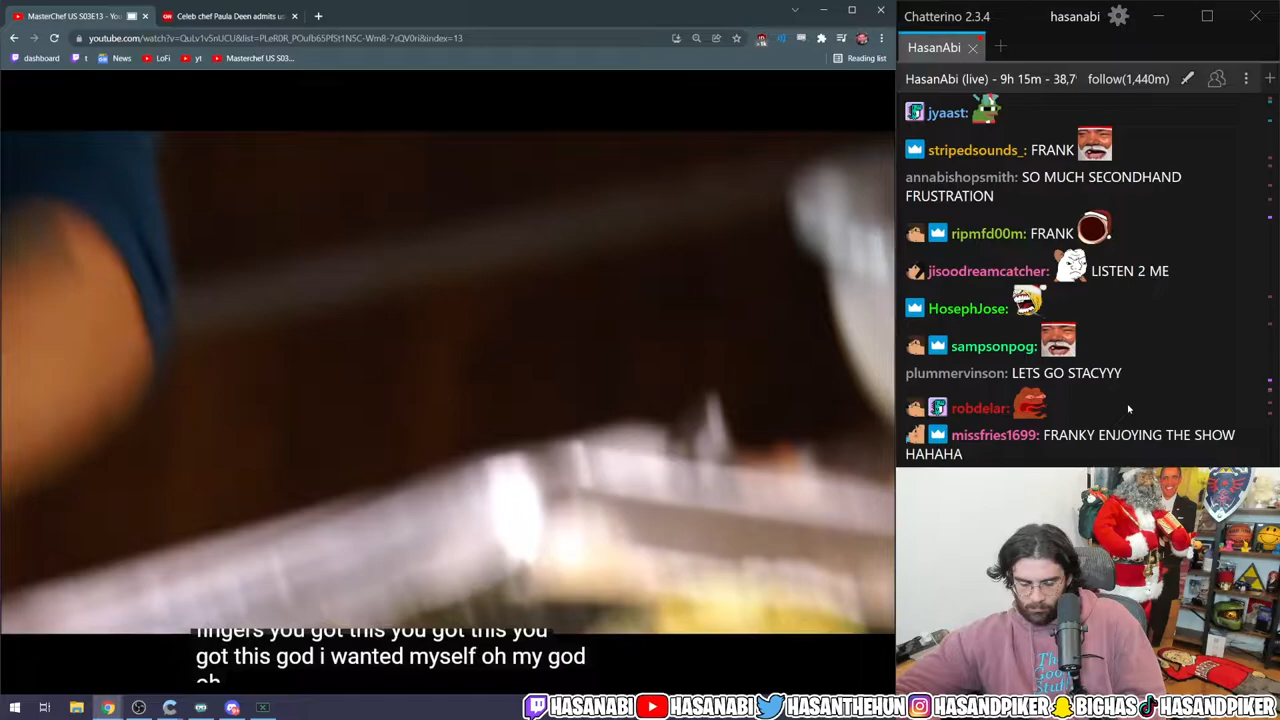 MasterChef US S03E13 - You
Celeb chef Paula Deen admits us
Chatterino 2.3.4
hasanabi
youtube.com/watch?v=QuLv1v5nUCU&list=PLeR0R_POufb65Pf5t1N5C-Wm8-7sQV0ri&index=13
HasanAbi
dashboard
t
News
LoFi
yt
Masterchef US S03...
Reading list
HasanAbi (live) - 9h 15m - 38,7
follow(1,440m)
jyaast:
stripedsounds_: FRANK
annabishopsmith: SO MUCH SECONDHAND
FRUSTRATION
ripmfd00m: FRANK
jisoodreamcatcher: LISTEN 2 ME
HosephJose:
sampsonpog:
plummervinson: LETS GO STACYYY
robdelar:
missfries1699: FRANKY ENJOYING THE SHOW
HAHAHA
fingers you got this you got this you
got this god i wanted myself oh my god
oh
The
Good
HASANABI
HASANABI
HASANTHEHUN
HASANDPIKER
BIGHAS
HASANDPIKER